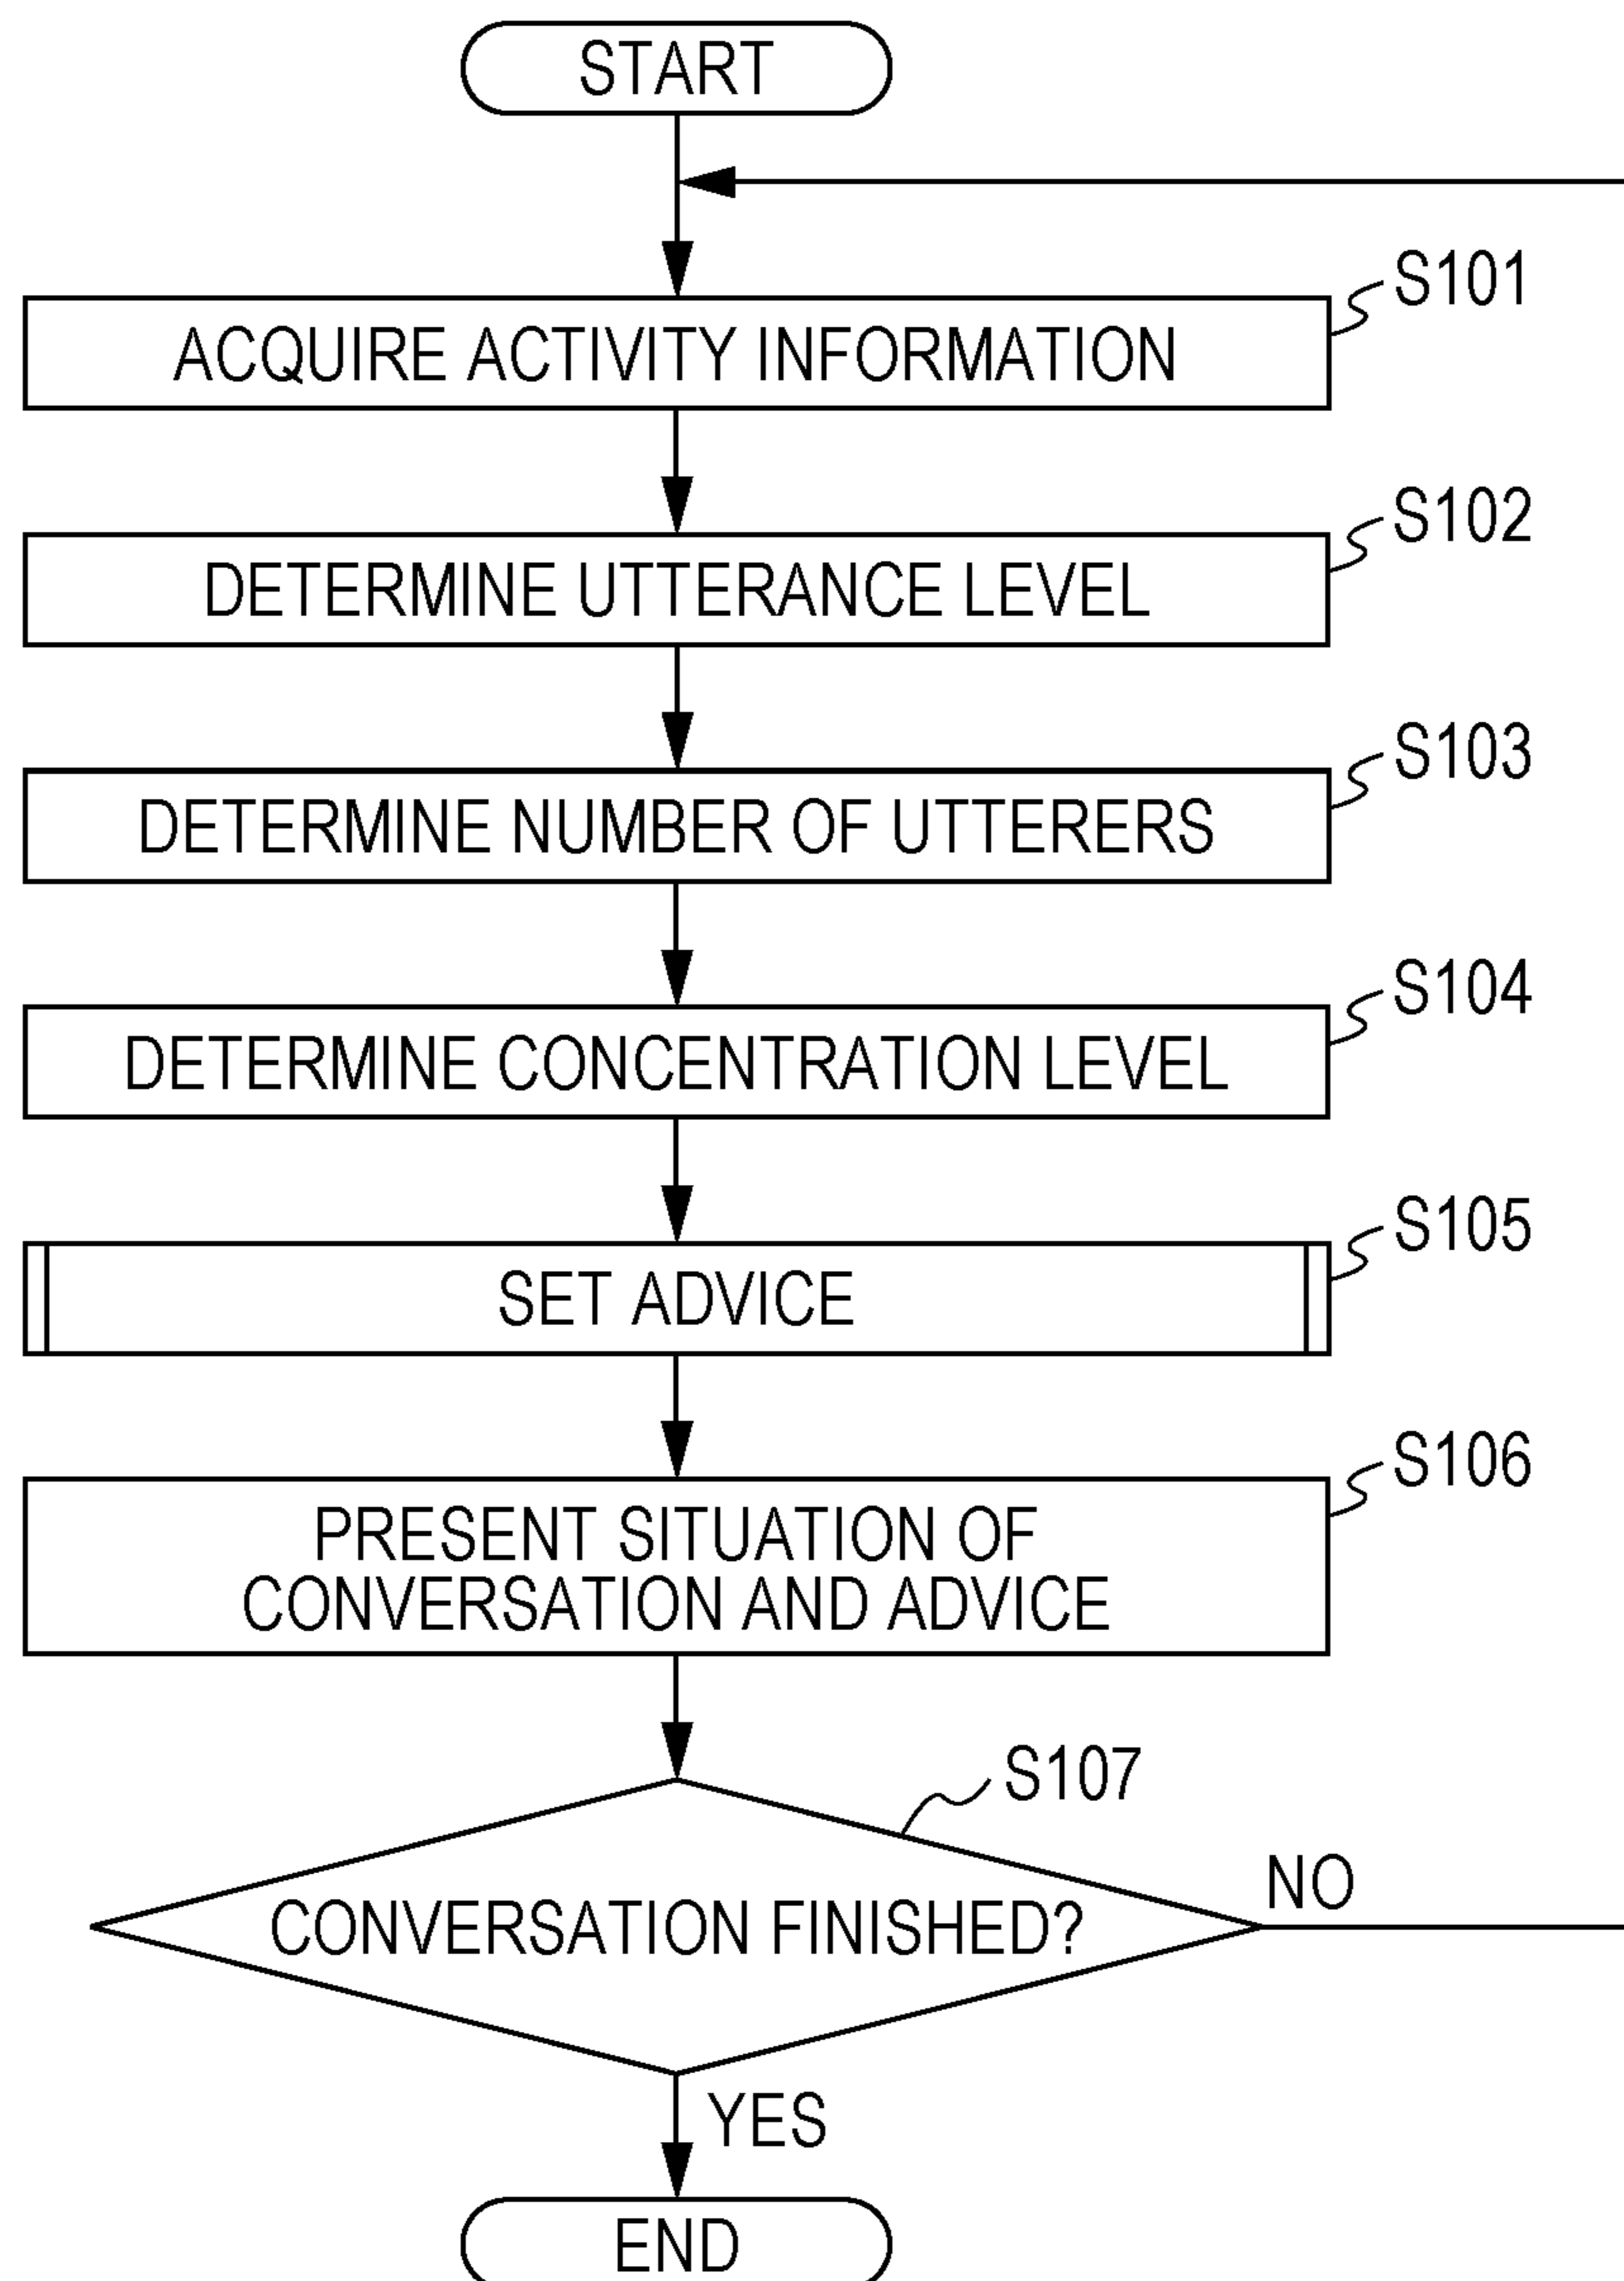 START
S101
ACQUIRE ACTIVITY INFORMATION
S102
DETERMINE UTTERANCE LEVEL
S103
DETERMINE NUMBER OF UTTERERS
S104
DETERMINE CONCENTRATION LEVEL
S105
SET ADVICE
S106
PRESENT SITUATION OF
CONVERSATION AND ADVICE
S107
CONVERSATION FINISHED?
NO
YES
END